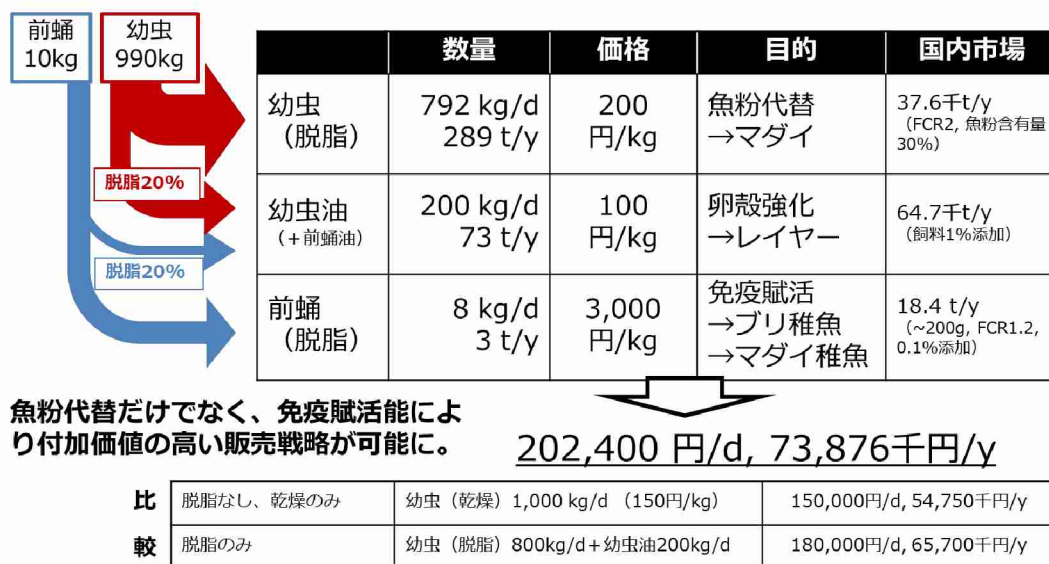 前蛹
10kg
幼虫
990kg
脱脂20%
脱脂20%
数量 価格 目的 国内市場
幼虫
（脱脂）
792 kg/d
289 t/y
200
円/kg
魚粉代替
→マダイ
37.6千t/y
（FCR2, 魚粉含有量
30%）
幼虫油
（＋前蛹油）
200 kg/d
73 t/y
100
円/kg
卵殻強化
→レイヤー
64.7千t/y
（飼料1%添加）
前蛹
（脱脂）
8 kg/d
3 t/y
3,000
円/kg
免疫賦活
→ブリ稚魚
→マダイ稚魚
18.4 t/y
（~200g, FCR1.2,
0.1%添加）
魚粉代替だけでなく、免疫賦活能によ
り付加価値の高い販売戦略が可能に。
202,400 円/d, 73,876千円/y
比 脱脂なし、乾燥のみ 幼虫（乾燥）1,000 kg/d （150円/kg） 150,000円/d, 54,750千円/y
較 脱脂のみ 幼虫（脱脂）800kg/d＋幼虫油200kg/d 180,000円/d, 65,700千円/y